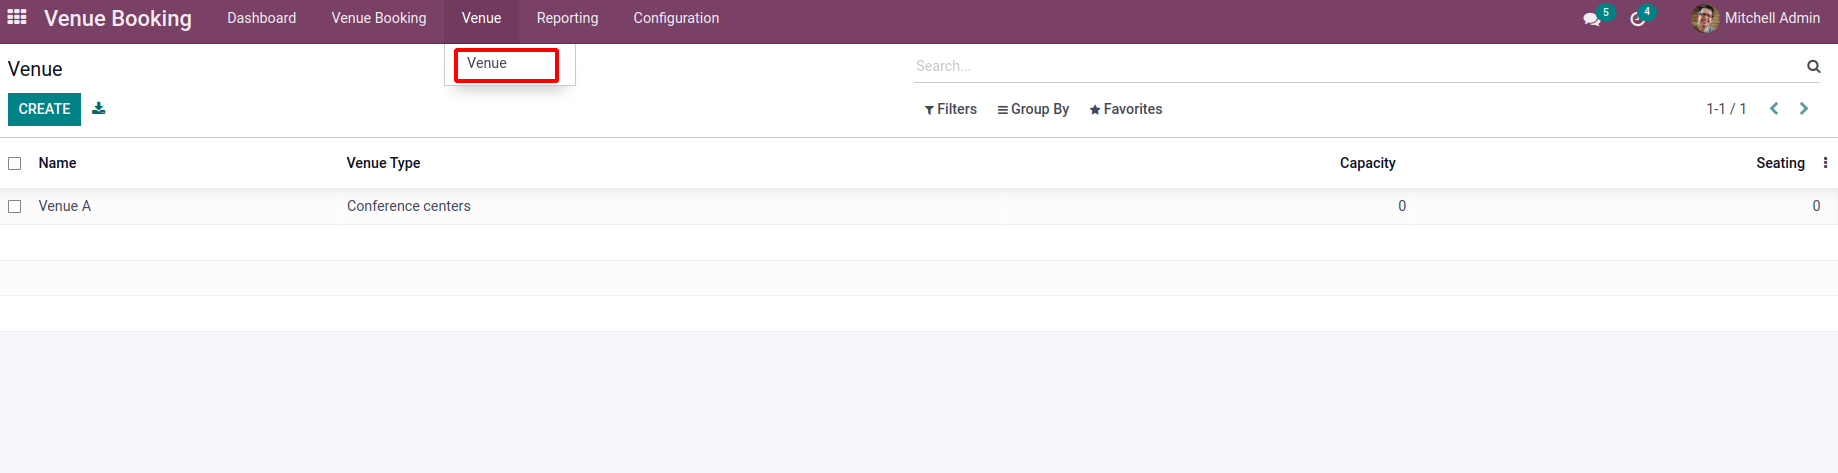 Venue Booking Dashboard Venue Booking Venue Reporting Configuration 5 4 Mitchell Admin
Venue
Venue
Search...
CREATE
Filters Group By Favorites 1-1 / 1
Name Venue Type Capacity Seating
Venue A Conference centers 0 0